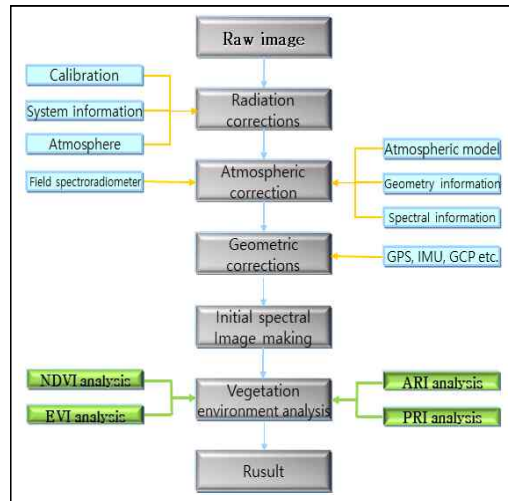 Raw image
Calibration
System information
Atmosphere
Radiation
corrections
Field spectroradiometer
Atmospheric
correction
Atmospheric model
Geometry information
Spectral information
Geometric
corrections
GPS, IMU, GCP etc.
Initial spectral
Image making
NDVI analysis
EVI analysis
Vegetation
environment analysis
ARI analysis
PRI analysis
Rusult